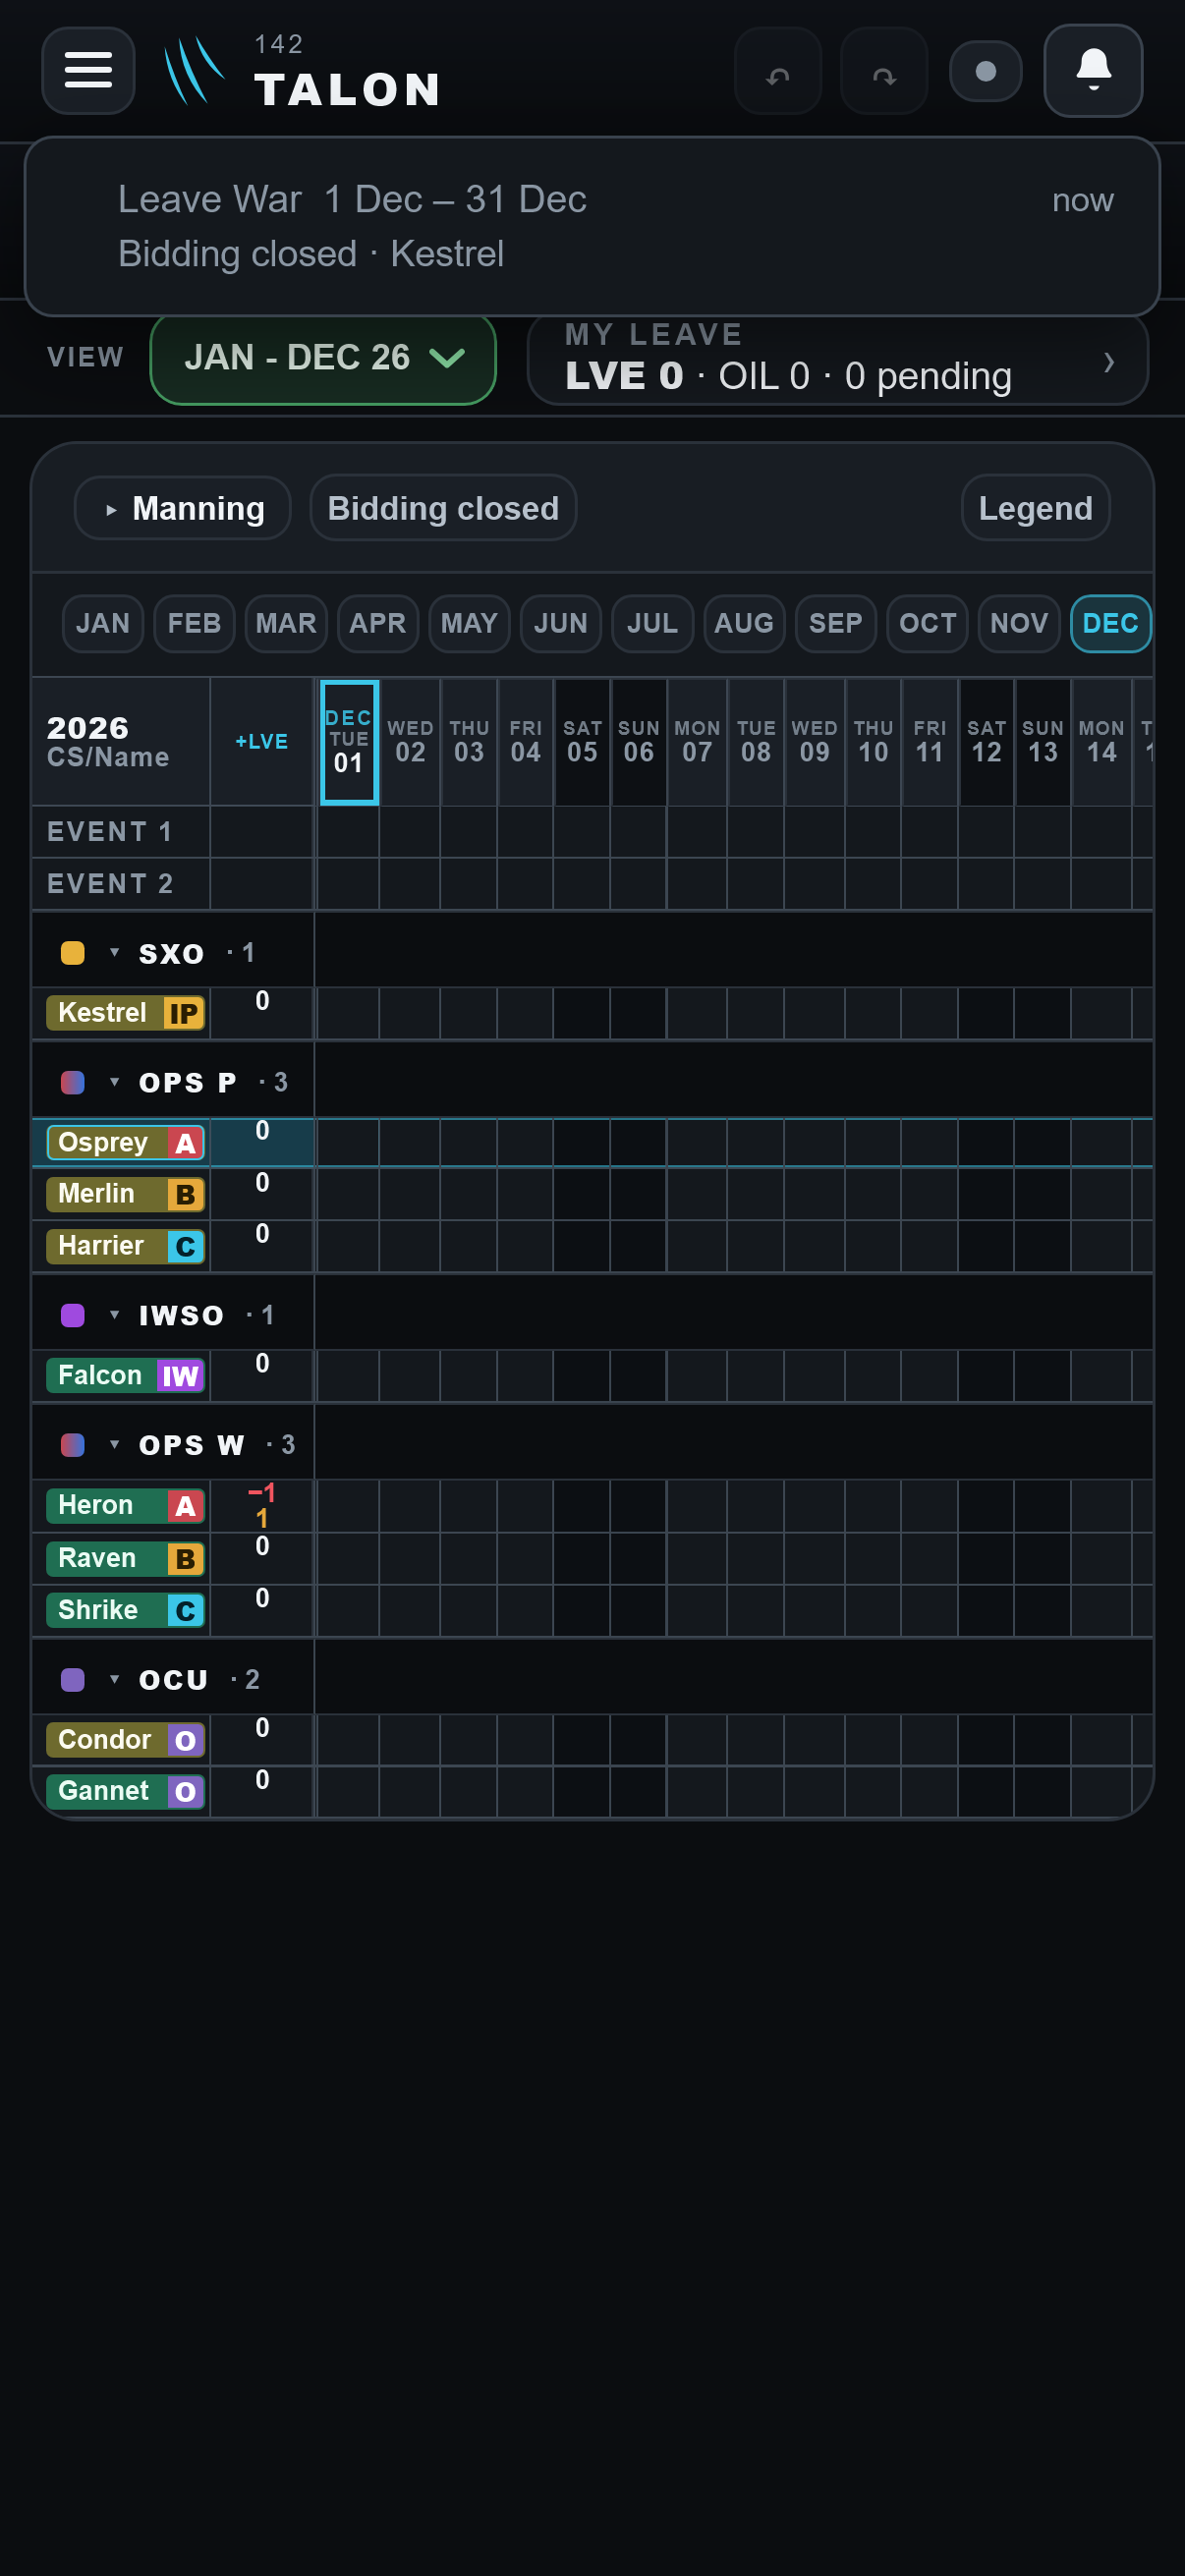 142
TALON
Leave War 1 Dec – 31 Dec now
Bidding closed · Kestrel
VIEW JAN - DEC 26
MY LEAVE
LVE 0 · OIL 0 · 0 pending ›
Manning Bidding closed Legend
JAN FEB MAR APR MAY JUN JUL AUG SEP OCT NOV DEC
2026
CS/Name
+LVE
DEC TUE 01
WED 02
THU 03
FRI 04
SAT 05
SUN 06
MON 07
TUE 08
WED 09
THU 10
FRI 11
SAT 12
SUN 13
MON 14
EVENT 1
EVENT 2
SXO · 1
Kestrel IP 0
OPS P · 3
Osprey A 0
Merlin B 0
Harrier C 0
IWSO · 1
Falcon IW 0
OPS W · 3
Heron A −1
1
Raven B 0
Shrike C 0
OCU · 2
Condor O 0
Gannet O 0